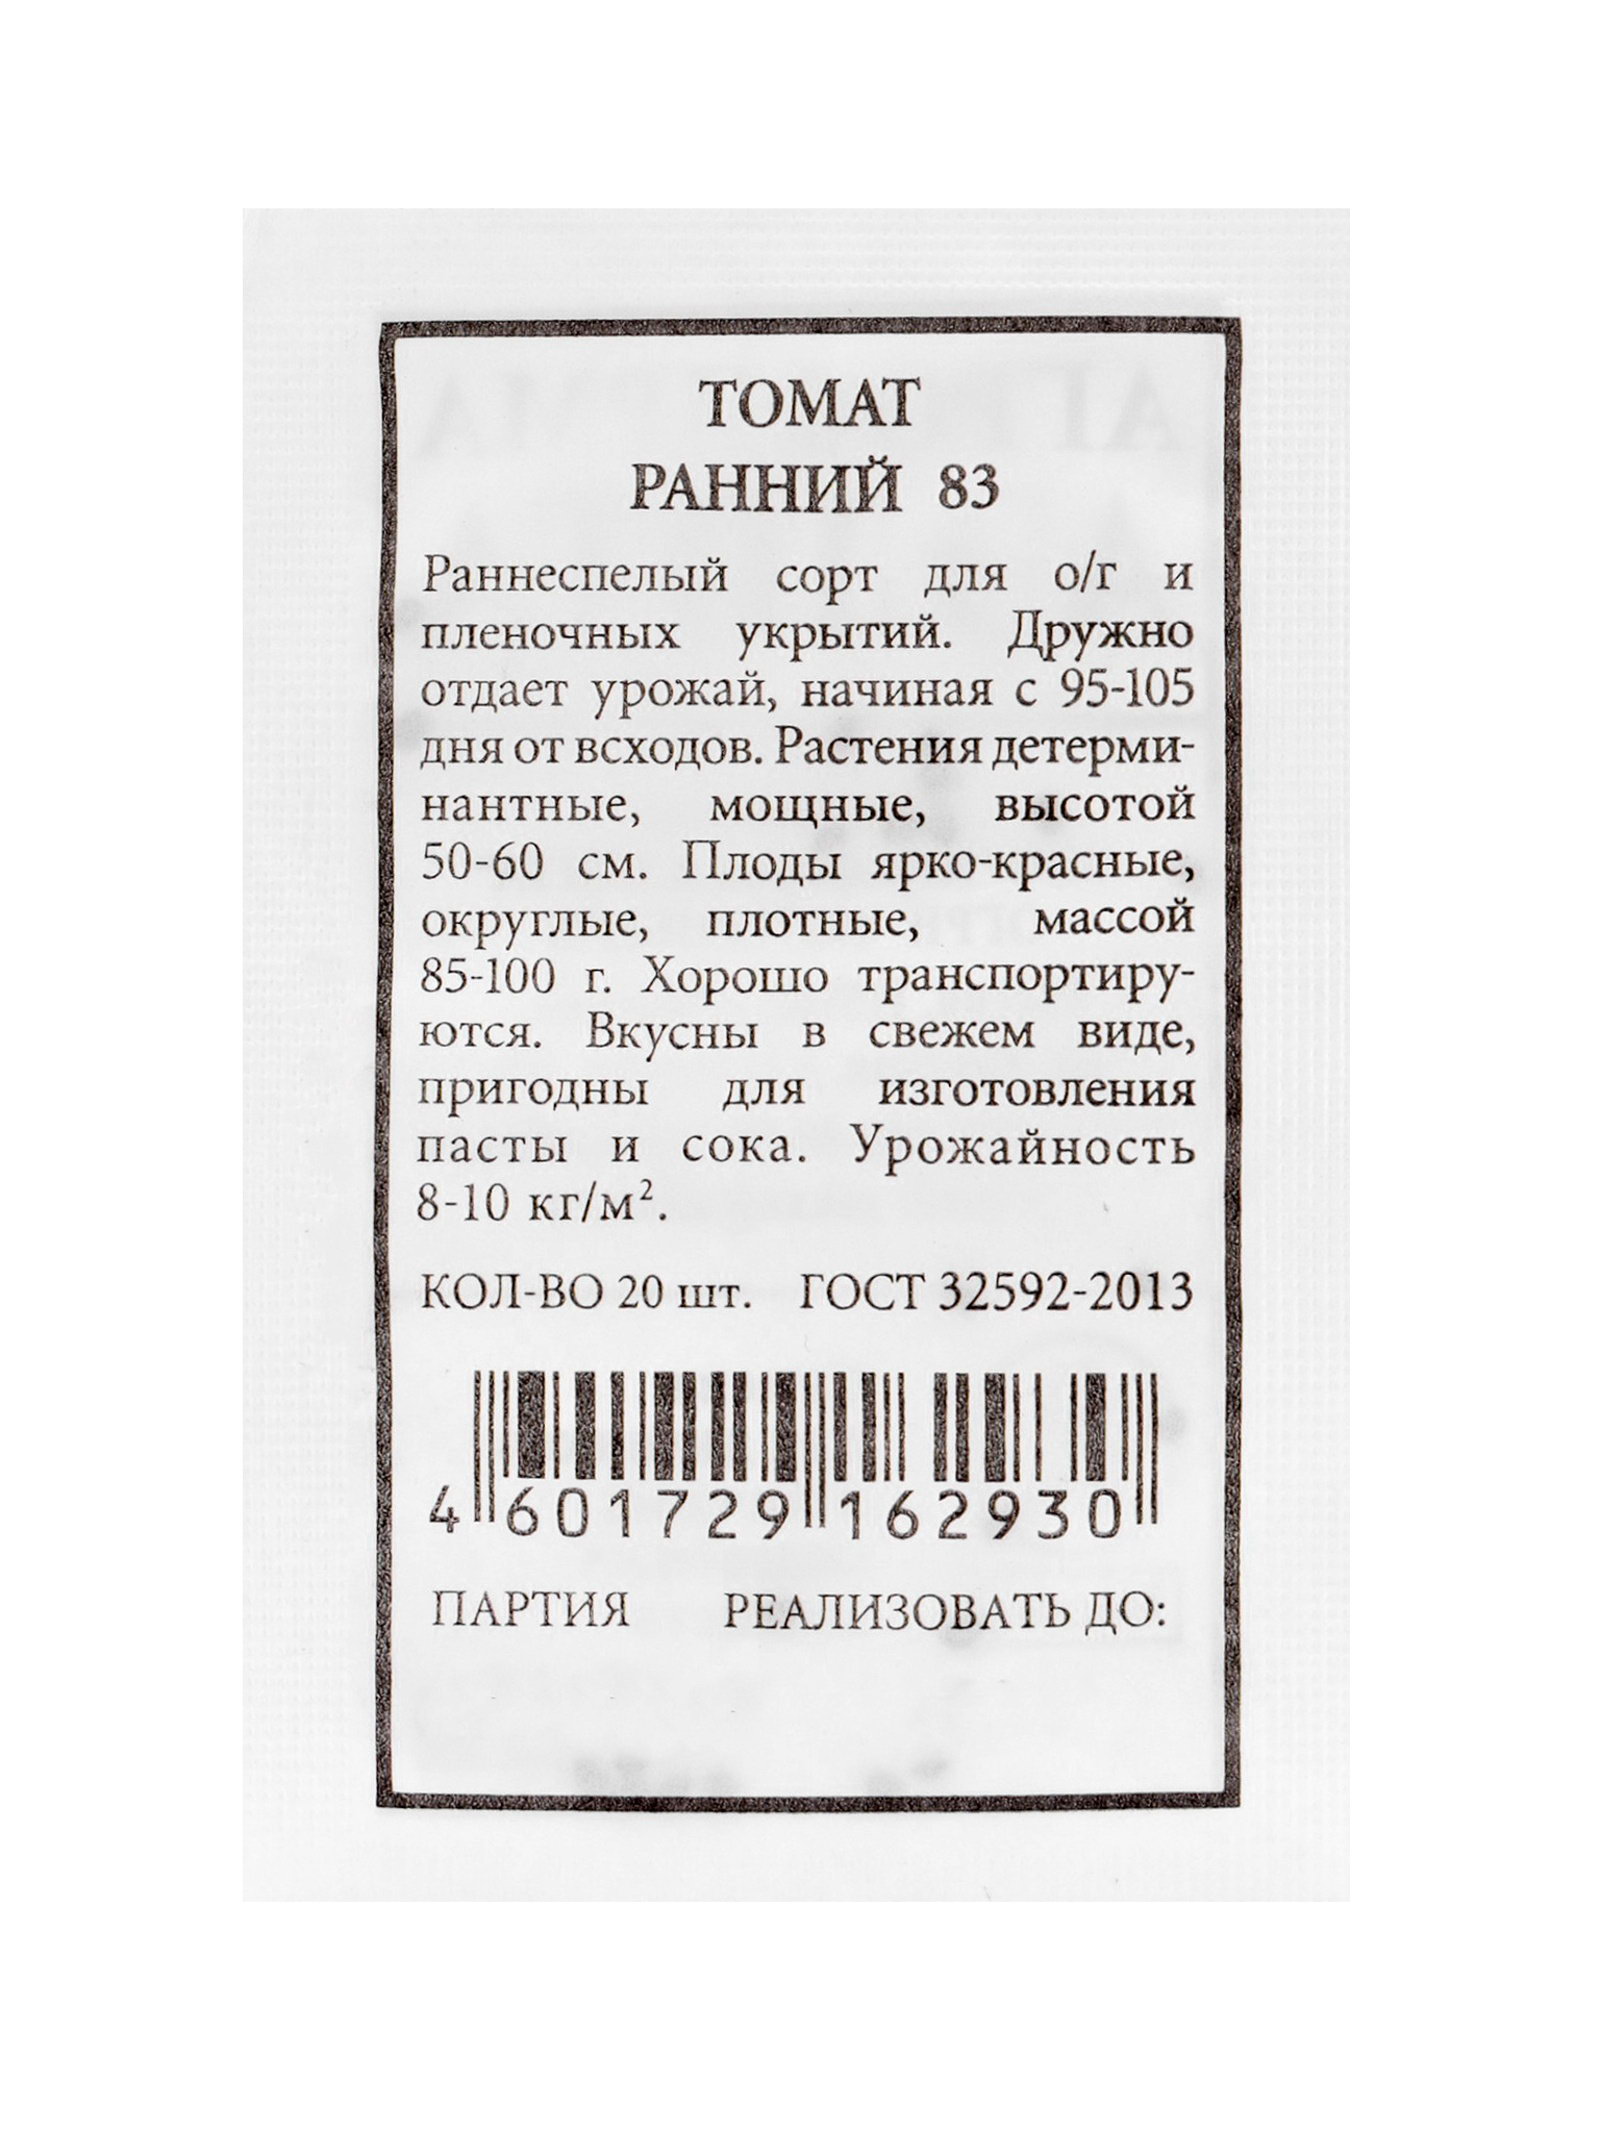 ТОМАТ
РАННИЙ 83
Раннеспелый сорт для о/г и
пленочных укрытий. Дружно
отдает урожай, начиная с 95-105
дня от всходов. Растения детерми-
нантные, мощные, высотой
50-60 см. Плоды ярко-красные,
округлые, плотные, массой
85-100 г. Хорошо транспортиру-
ются. Вкусны в свежем виде,
пригодны для изготовления
пасты и сока. Урожайность
8-10 кг/м².
КОЛ-ВО 20 шт. ГОСТ 32592-2013
4 601729 162930
ПАРТИЯ РЕАЛИЗОВАТЬ ДО: